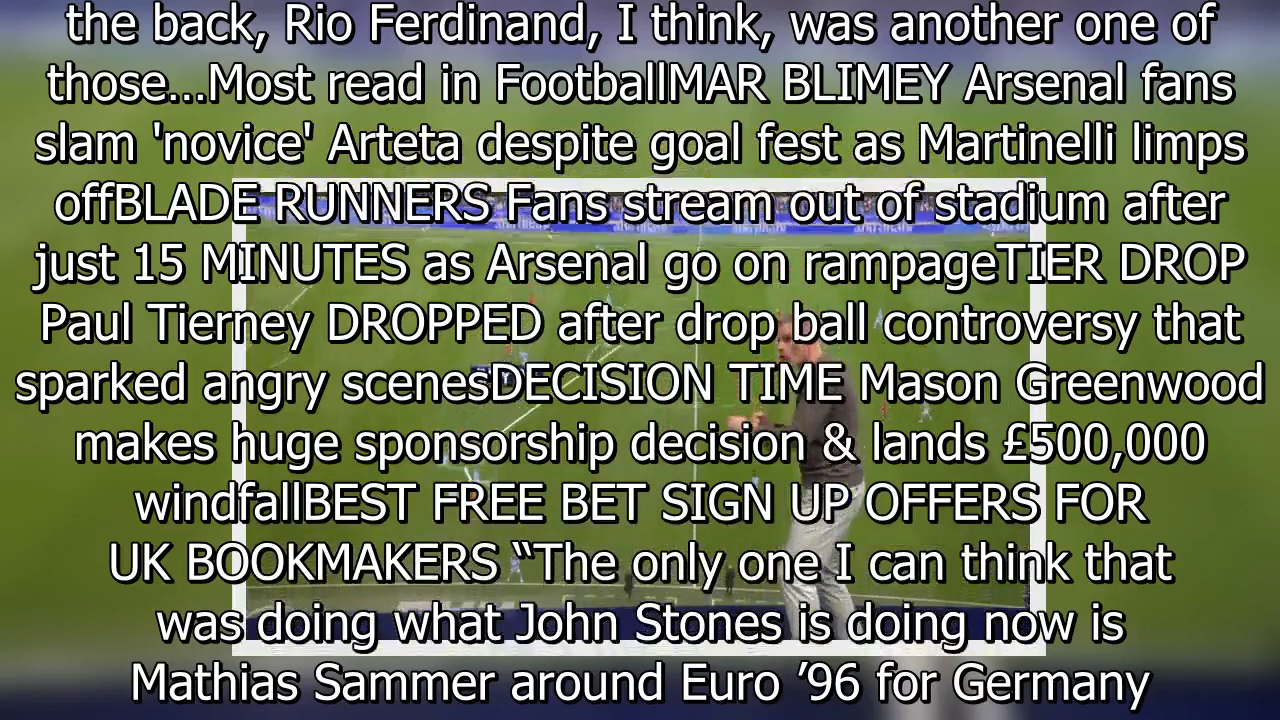 the back, Rio Ferdinand, I think, was another one of
those...Most read in FootballMAR BLIMEY Arsenal fans
slam 'novice' Arteta despite goal fest as Martinelli limps
offBLADE RUNNERS Fans stream out of stadium after
just 15 MINUTES as Arsenal go on rampageTIER DROP
Paul Tierney DROPPED after drop ball controversy that
sparked angry scenesDECISION TIME Mason Greenwood
makes huge sponsorship decision & lands £500,000
windfallBEST FREE BET SIGN UP OFFERS FOR
UK BOOKMAKERS “The only one I can think that
was doing what John Stones is doing now is
Mathias Sammer around Euro ’96 for Germany